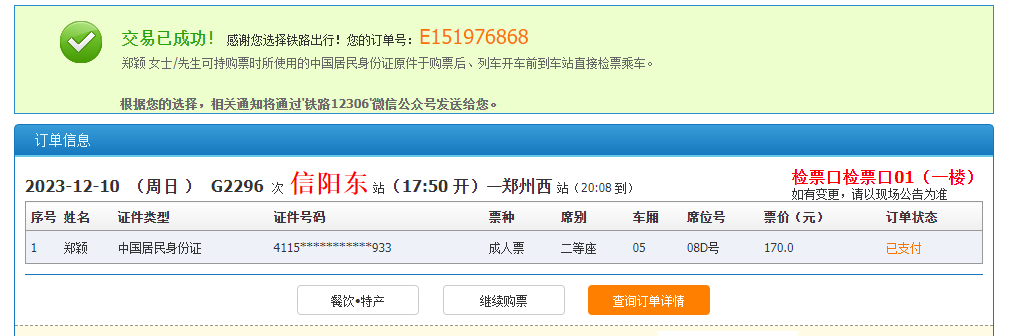 交易已成功！ 感谢您选择铁路出行！您的订单号：E151976868
郑颖 女士/先生可持购票时所使用的中国居民身份证原件于购票后、列车开车前到车站直接检票乘车。
根据您的选择，相关通知将通过'铁路12306'微信公众号发送给您。
订单信息
2023-12-10 （周日 ） G2296 次 信阳东 站（17:50 开）—郑州西 站（20:08 到）
检票口检票口01（一楼）
如有变更，请以现场公告为准
序号 姓名 证件类型 证件号码 票种 席别 车厢 席位号 票价（元） 订单状态
1 郑颖 中国居民身份证 4115***********933 成人票 二等座 05 08D号 170.0 已支付
餐饮•特产 继续购票 查询订单详情